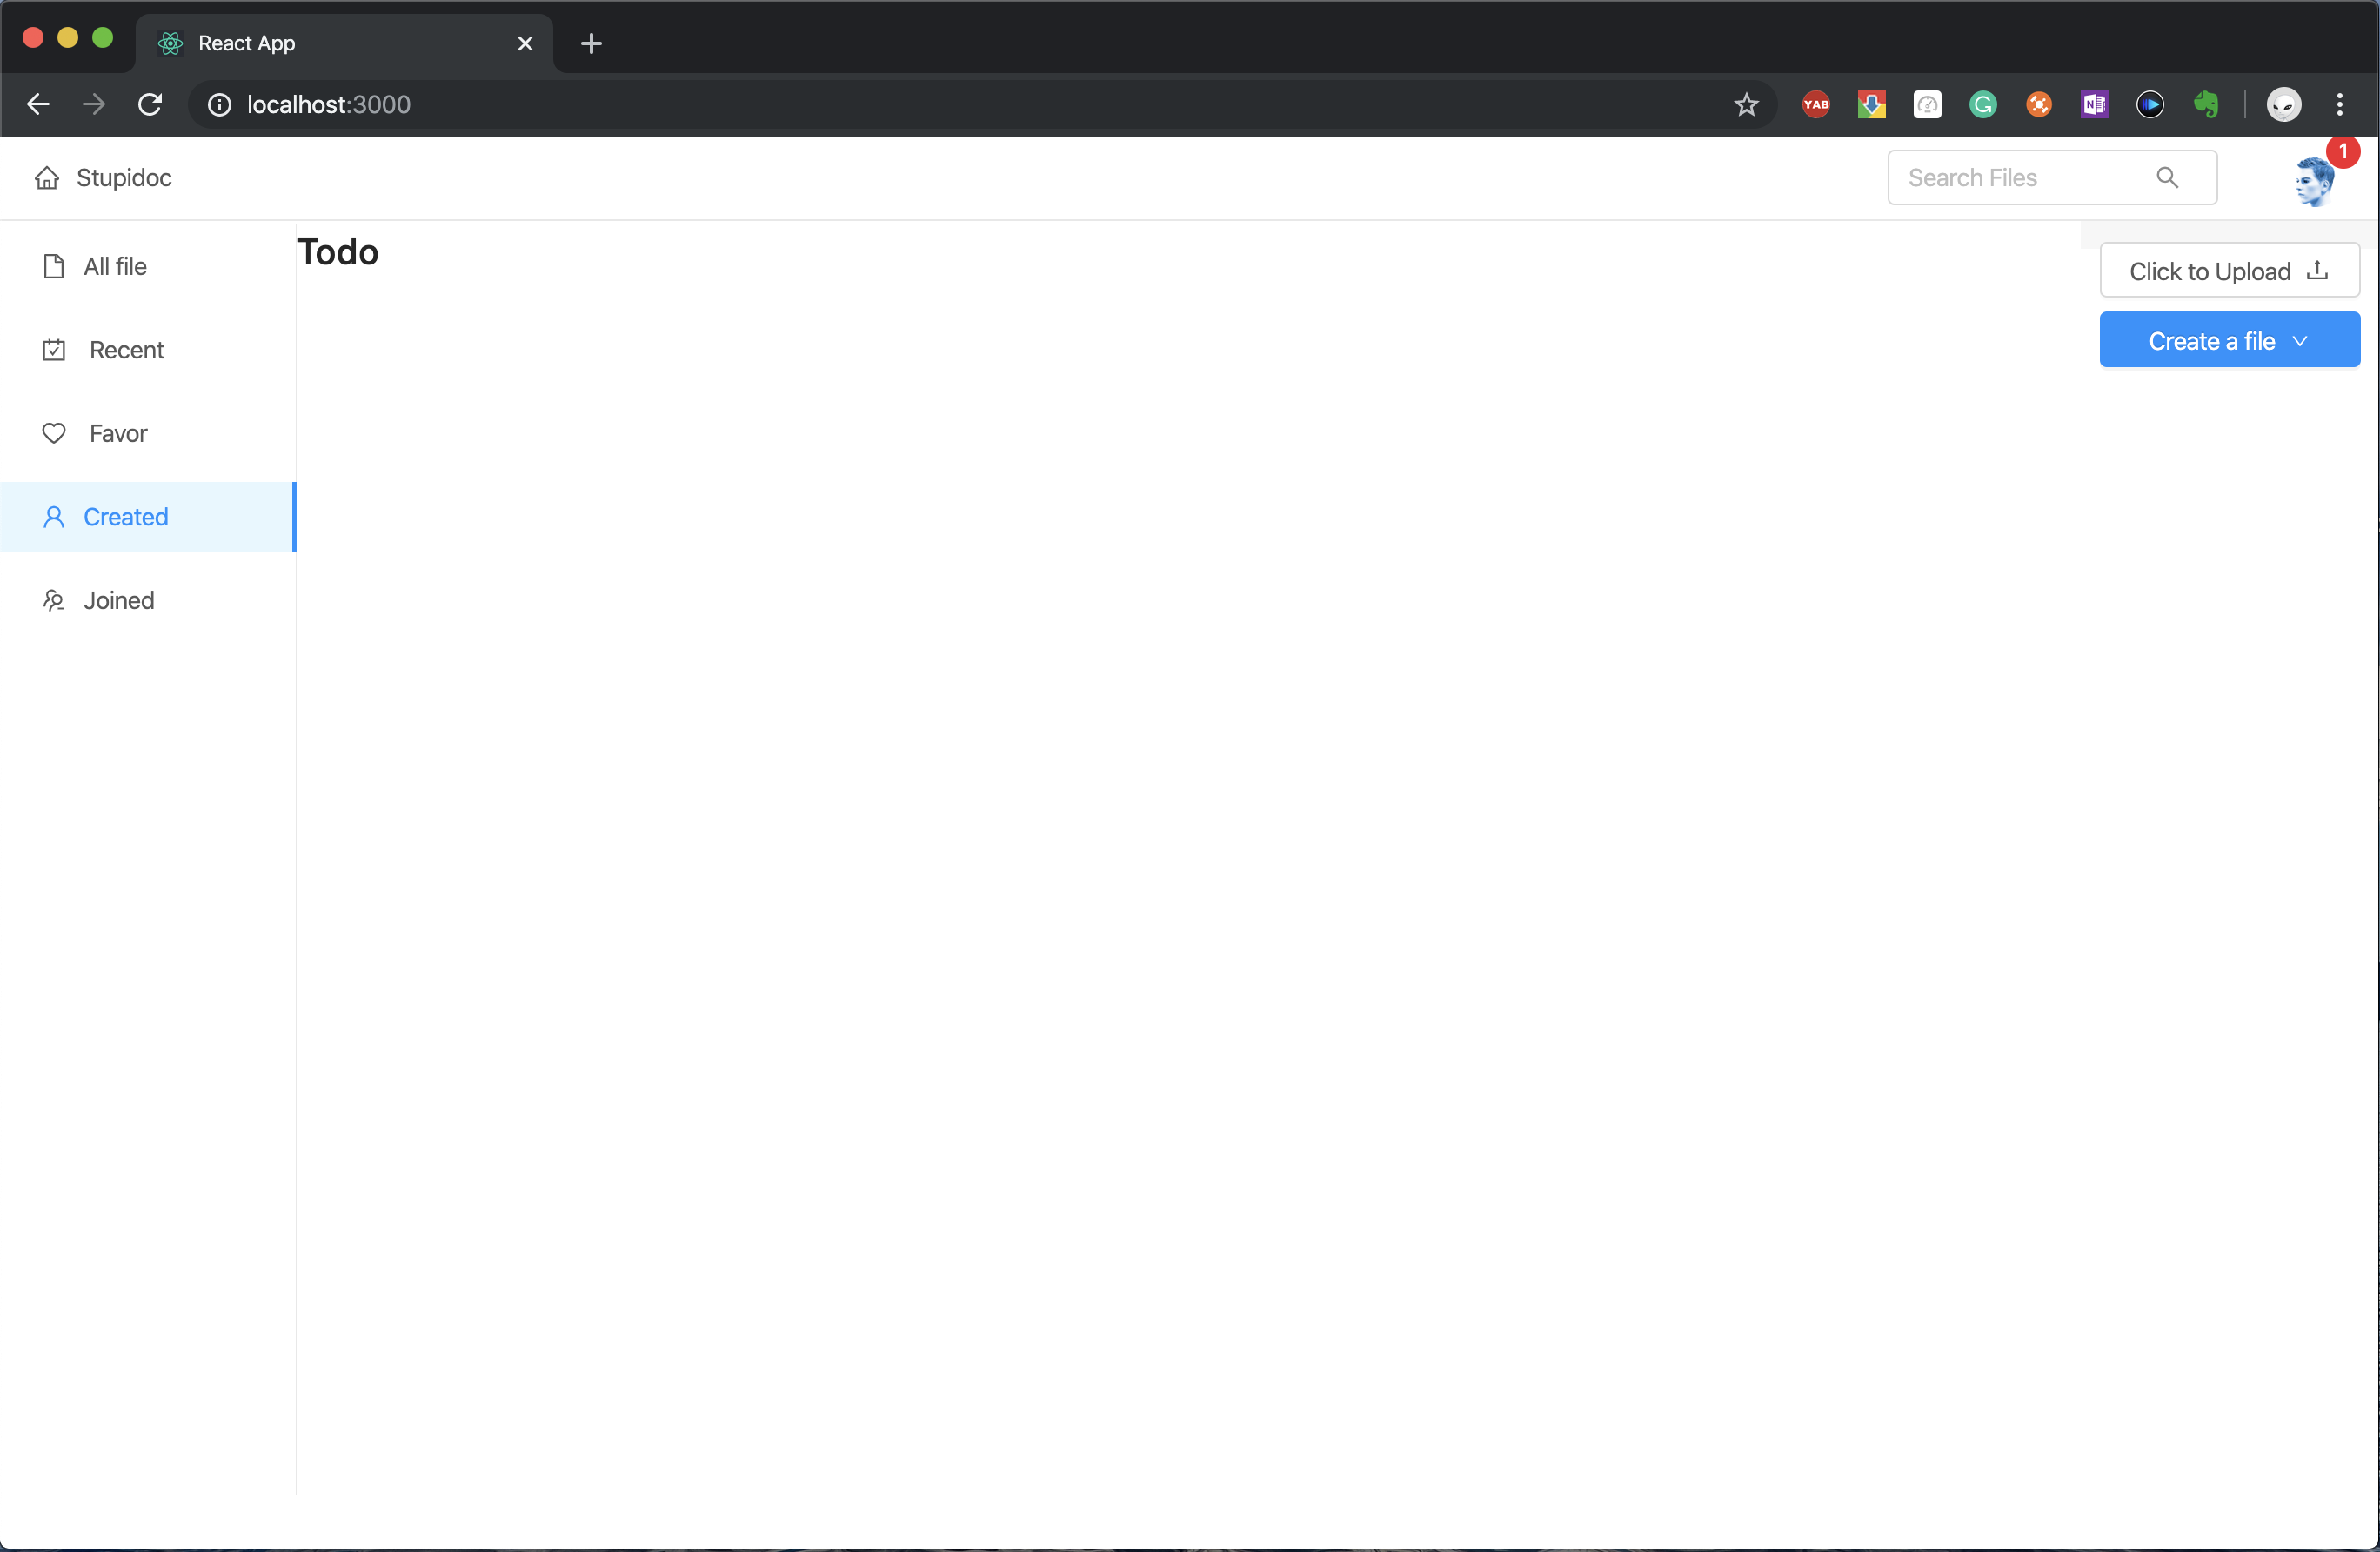 React App
localhost:3000
YAB
N
Stupidoc
Search Files
1
All file
Todo
Click to Upload
Recent
Create a file
Favor
Created
Joined